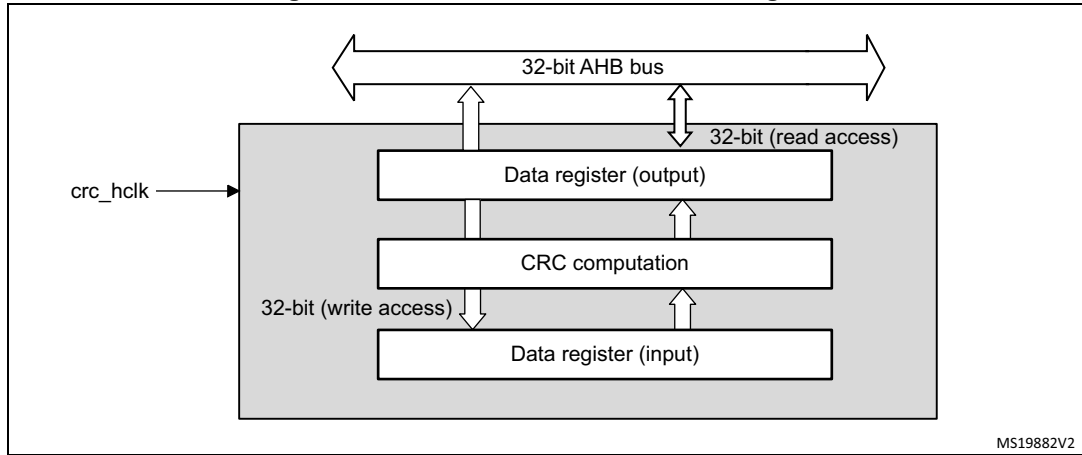 32-bit AHB bus
32-bit (read access)
Data register (output)
crc_hclk
CRC computation
32-bit (write access)
Data register (input)
MS19882V2